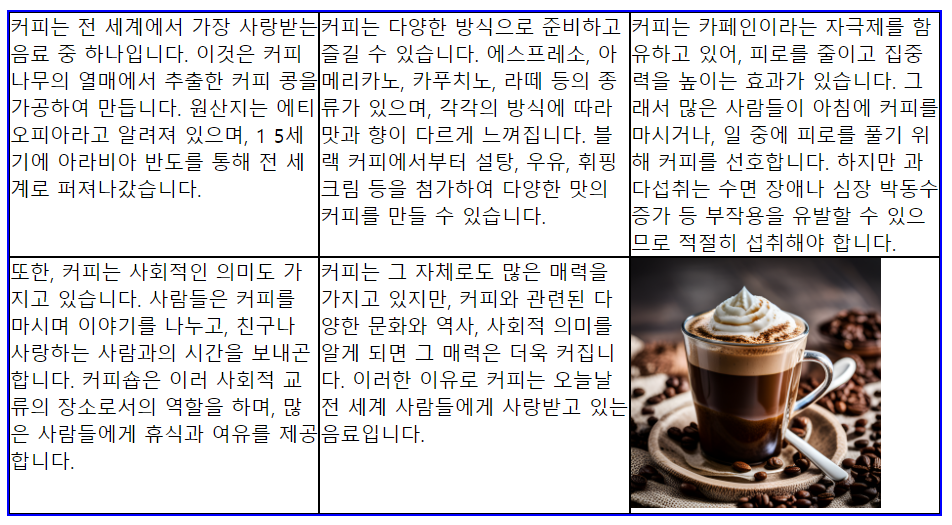 커피는 전 세계에서 가장 사랑받는
음료 중 하나입니다. 이것은 커피
나무의 열매에서 추출한 커피 콩을
가공하여 만듭니다. 원산지는 에티
오피아라고 알려져 있으며, 1 5세
기에 아라비아 반도를 통해 전 세
계로 퍼져나갔습니다.
커피는 다양한 방식으로 준비하고
즐길 수 있습니다. 에스프레소, 아
메리카노, 카푸치노, 라떼 등의 종
류가 있으며, 각각의 방식에 따라
맛과 향이 다르게 느껴집니다. 블
랙 커피에서부터 설탕, 우유, 휘핑
크림 등을 첨가하여 다양한 맛의
커피를 만들 수 있습니다.
커피는 카페인이라는 자극제를 함
유하고 있어, 피로를 줄이고 집중
력을 높이는 효과가 있습니다. 그
래서 많은 사람들이 아침에 커피를
마시거나, 일 중에 피로를 풀기 위
해 커피를 선호합니다. 하지만 과
다섭취는 수면 장애나 심장 박동수
증가 등 부작용을 유발할 수 있으
므로 적절히 섭취해야 합니다.
또한, 커피는 사회적인 의미도 가
지고 있습니다. 사람들은 커피를
마시며 이야기를 나누고, 친구나
사랑하는 사람과의 시간을 보내곤
합니다. 커피숍은 이러 사회적 교
류의 장소로서의 역할을 하며, 많
은 사람들에게 휴식과 여유를 제공
합니다.
커피는 그 자체로도 많은 매력을
가지고 있지만, 커피와 관련된 다
양한 문화와 역사, 사회적 의미를
알게 되면 그 매력은 더욱 커집니
다. 이러한 이유로 커피는 오늘날
전 세계 사람들에게 사랑받고 있는
음료입니다.